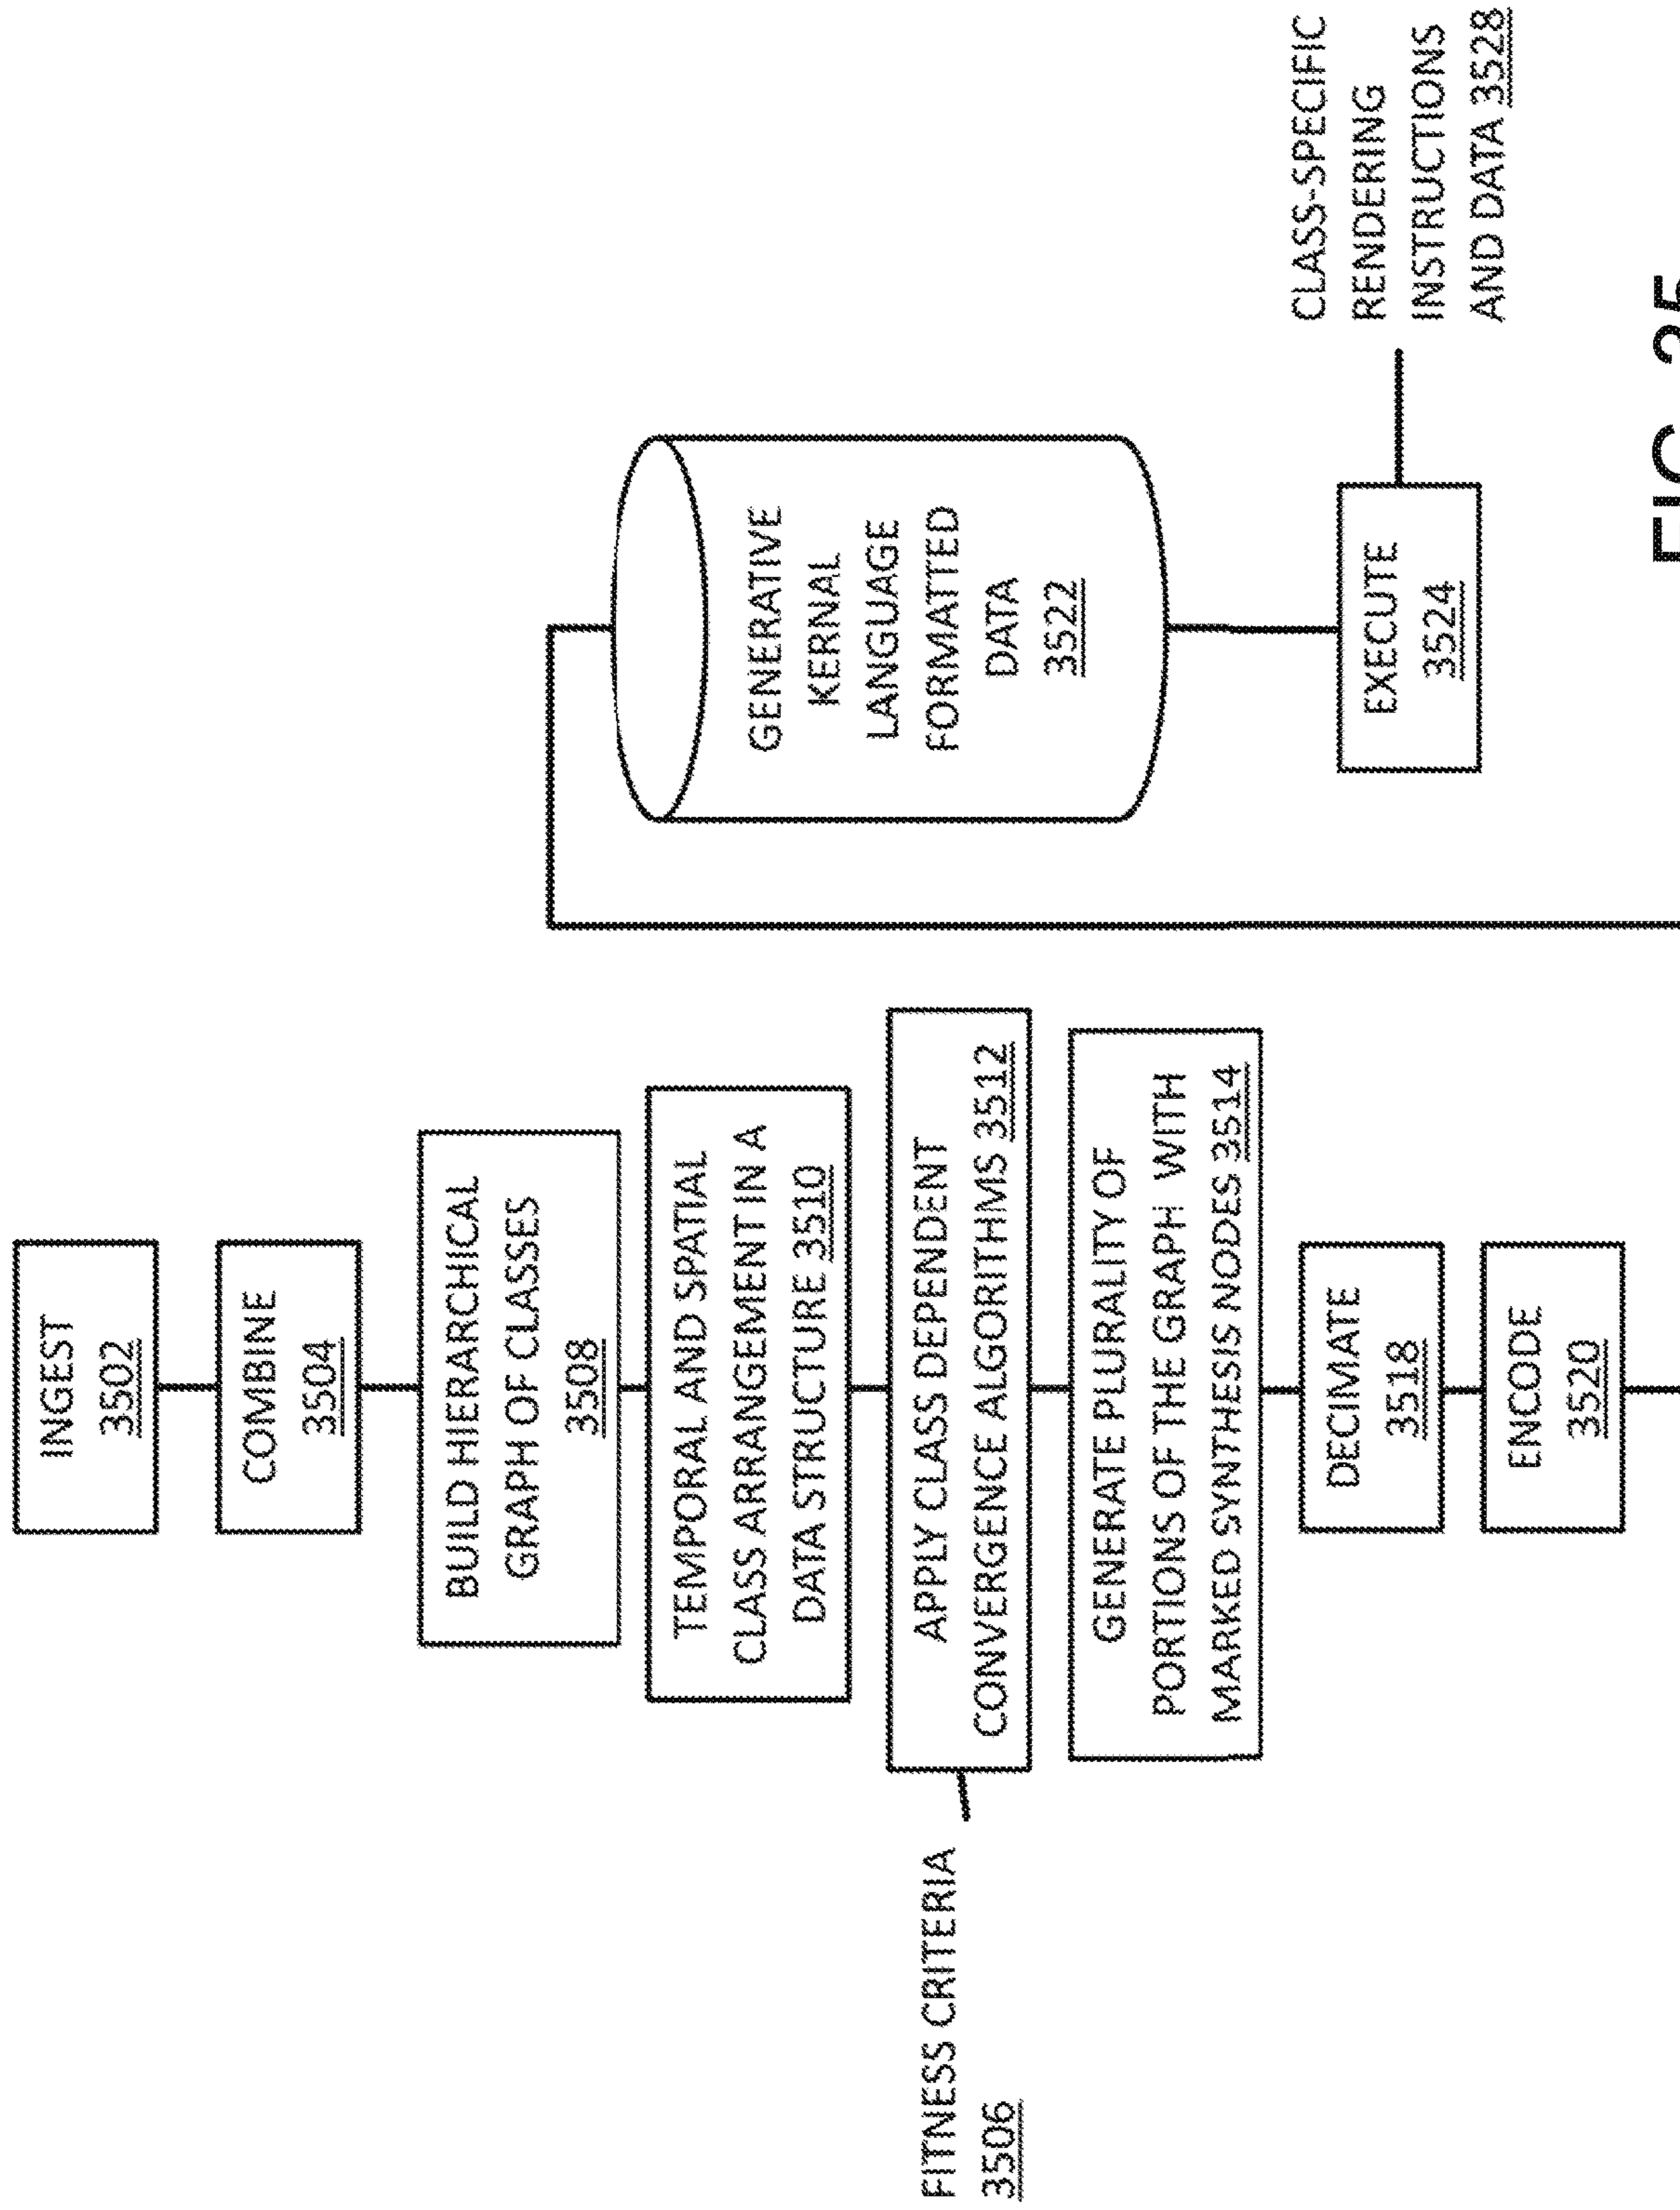 INGEST
3502
COMBINE
3504
BUILD HIERARCHICAL
GRAPH OF CLASSES
3508
TEMPORAL AND SPATIAL
CLASS ARRANGEMENT IN A
DATA STRUCTURE 3510
FITNESS CRITERIA
3506
APPLY CLASS DEPENDENT
CONVERGENCE ALGORITHMS 3512
GENERATE PLURALITY OF
PORTIONS OF THE GRAPH WITH
MARKED SYNTHESIS NODES 3514
DECIMATE
3518
ENCODE
3520
GENERATIVE
KERNAL
LANGUAGE
FORMATTED
DATA
3522
EXECUTE
3524
CLASS-SPECIFIC
RENDERING
INSTRUCTIONS
AND DATA 3528
FIG. 35